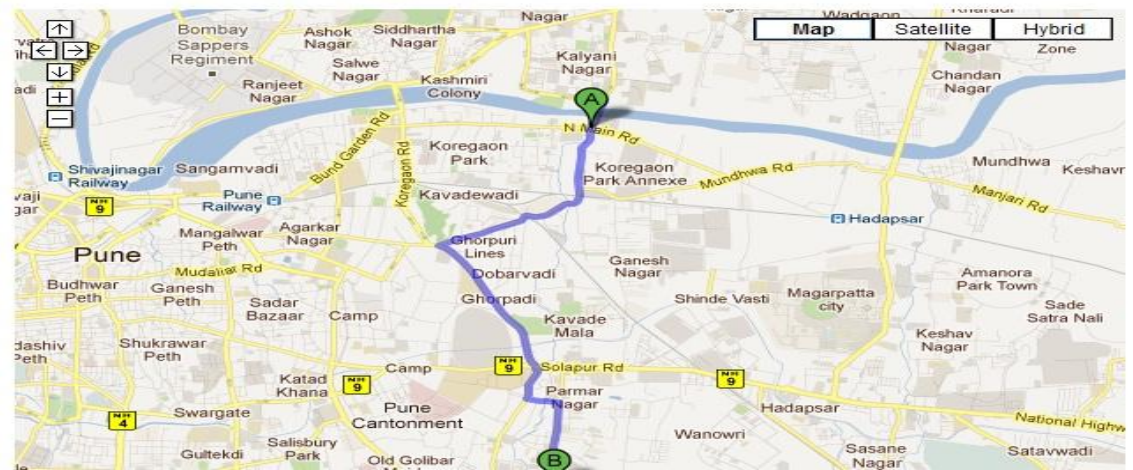 Nagar
Wadgaon
Kharadi
Map
Satellite
Hybrid
Bombay
Sappers
Regiment
Ashok
Nagar
Siddhartha
Nagar
Salwe
Nagar
Ranjeet
Nagar
Kashmiri
Colony
Kalyani
Nagar
Nagar
Zone
Chandan
Nagar
A
N Main Rd
Koregaon
Park
Koregaon
Park Annexe
Mundhwa Rd
Mundhwa
Keshav
Manjari Rd
Shivajinagar
Railway
Sangamvadi
Bund Garden Rd
Koregaon Rd
Pune
Railway
Kavadewadi
Hadapsar
vaji
gar
NH
9
Mangalwar
Peth
Agarkar
Nagar
Ghorpuri
Lines
Pune
Mudaliar Rd
Dobarvadi
Ganesh
Nagar
Budhwar
Peth
Ganesh
Peth
Sadar
Bazaar
Camp
Ghorpadi
Shinde Vasti
Magarpatta
city
Amanora
Park Town
Sade
Satra Nali
Kavade
Mala
Keshav
Nagar
dashiv
Peth
Shukrawar
Peth
Camp
NH
9
Solapur Rd
NH
9
Katad
Khana
NH
9
Parmar
Nagar
Hadapsar
National Highw
Swargate
NH
4
Pune
Cantonment
Wanowri
Salisbury
Park
Gultekdi
Old Golibar
B
Sasane
Nagar
Satavwadi